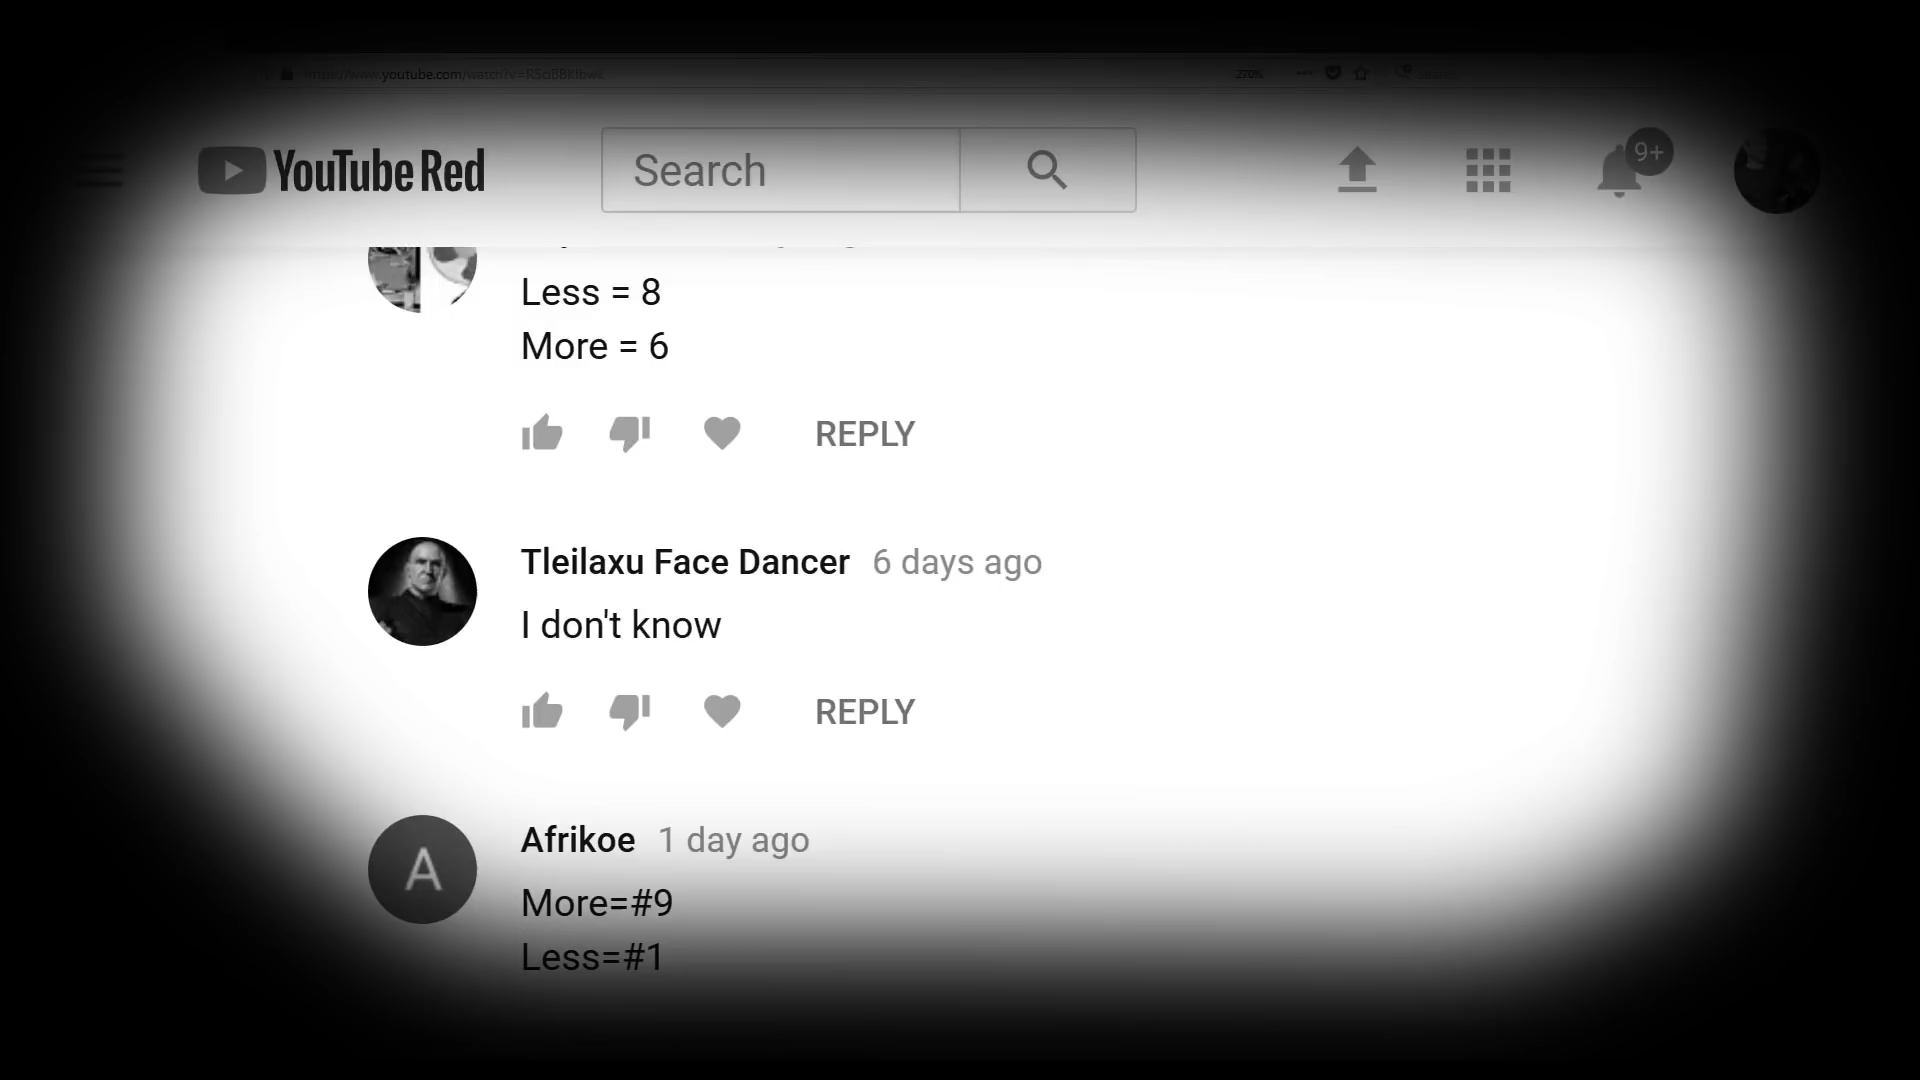 YouTube Red
Search
9+
Less = 8
More = 6
REPLY
Tleilaxu Face Dancer 6 days ago
I don't know
REPLY
A
Afrikoe 1 day ago
More=#9
Less=#1